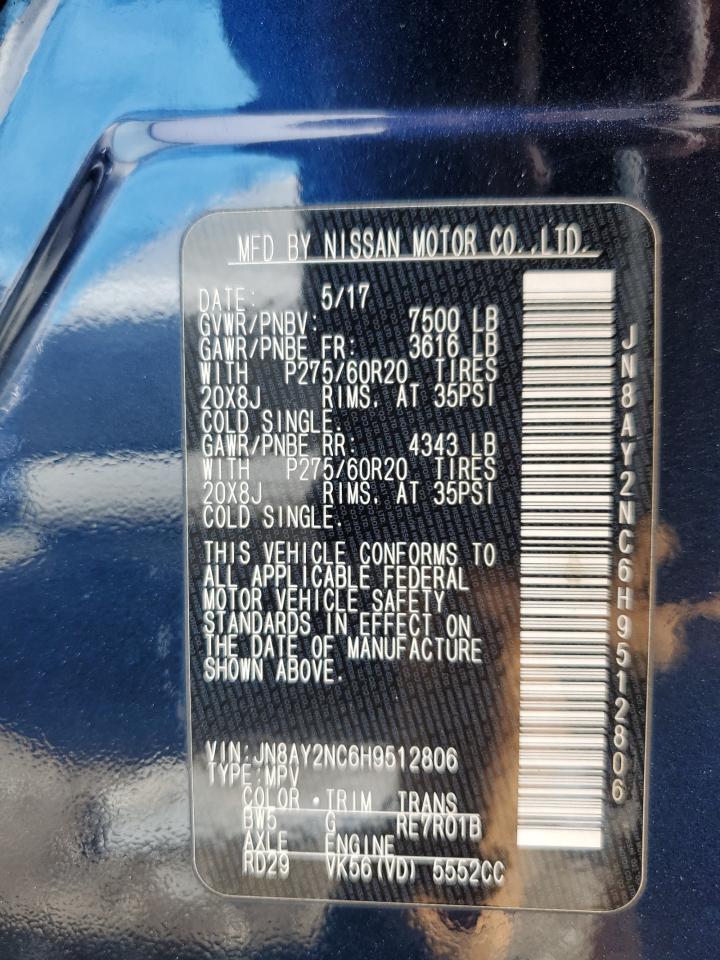 MFD BY NISSAN MOTOR CO.,LTD.
DATE: 5/17
GVWR/PNBV: 7500 LB
GAWR/PNBE FR: 3616 LB
WITH P275/60R20 TIRES
20X8J RIMS, AT 35PSI
COLD SINGLE.
GAWR/PNBE RR: 4343 LB
WITH P275/60R20 TIRES
20X8J RIMS, AT 35PSI
COLD SINGLE.
THIS VEHICLE CONFORMS TO
ALL APPLICABLE FEDERAL
MOTOR VEHICLE SAFETY
STANDARDS IN EFFECT ON
THE DATE OF MANUFACTURE
SHOWN ABOVE.
VIN:JN8AY2NC6H9512806
TYPE:MPV
COLOR • TRIM TRANS
BW5 G RE7R01B
AXLE ENGINE
RD29 VK56(VD) 5552CC
JN8AY2NC6H9512806